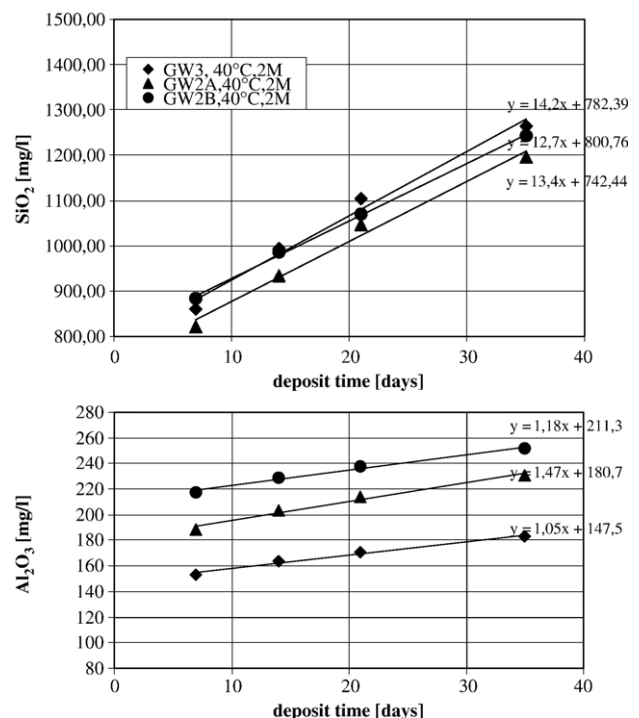 1500,00
1400,00
1300,00
1200,00
1100,00
1000,00
900,00
800,00
SiO2 [mg/l]
GW3, 40°C,2M
GW2A,40°C,2M
GW2B,40°C,2M
y = 14,2x + 782,39
y = 12,7x + 800,76
y = 13,4x + 742,44
0 10 20 30 40
deposit time [days]
280
260
240
220
200
180
160
140
120
100
80
Al2O3 [mg/l]
y = 1,18x + 211,3
y = 1,47x + 180,7
y = 1,05x + 147,5
0 10 20 30 40
deposit time [days]